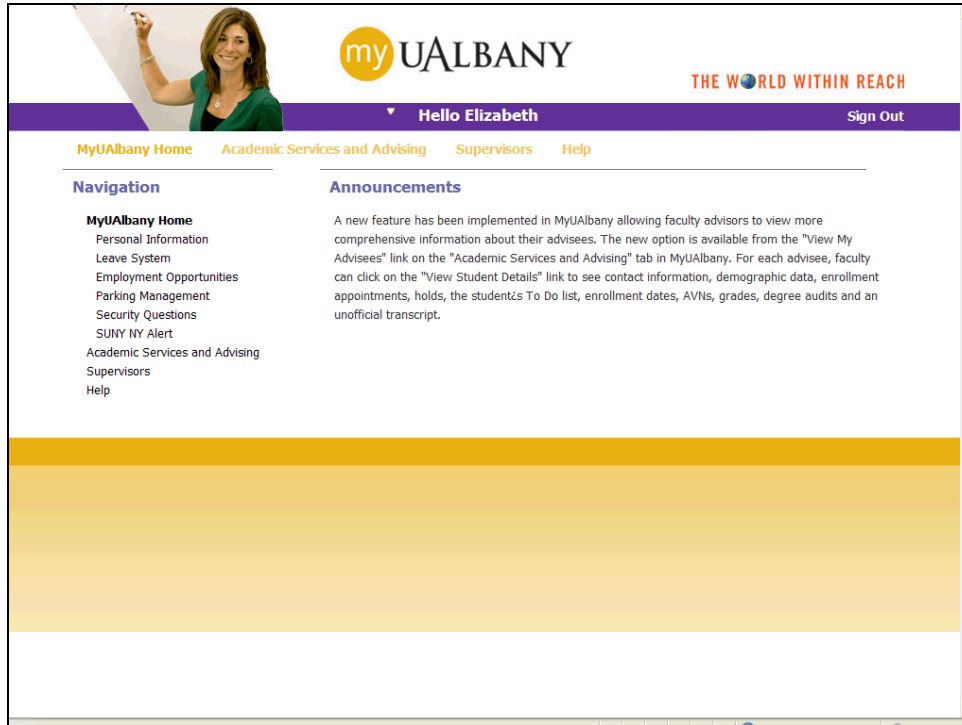 my UALBANY
THE WORLD WITHIN REACH
Hello Elizabeth
Sign Out
MyUAlbany Home Academic Services and Advising Supervisors Help
Navigation
MyUAlbany Home
Personal Information
Leave System
Employment Opportunities
Parking Management
Security Questions
SUNY NY Alert
Academic Services and Advising
Supervisors
Help
Announcements
A new feature has been implemented in MyUAlbany allowing faculty advisors to view more
comprehensive information about their advisees. The new option is available from the "View My
Advisees" link on the "Academic Services and Advising" tab in MyUAlbany. For each advisee, faculty
can click on the "View Student Details" link to see contact information, demographic data, enrollment
appointments, holds, the student¿s To Do list, enrollment dates, AVNs, grades, degree audits and an
unofficial transcript.